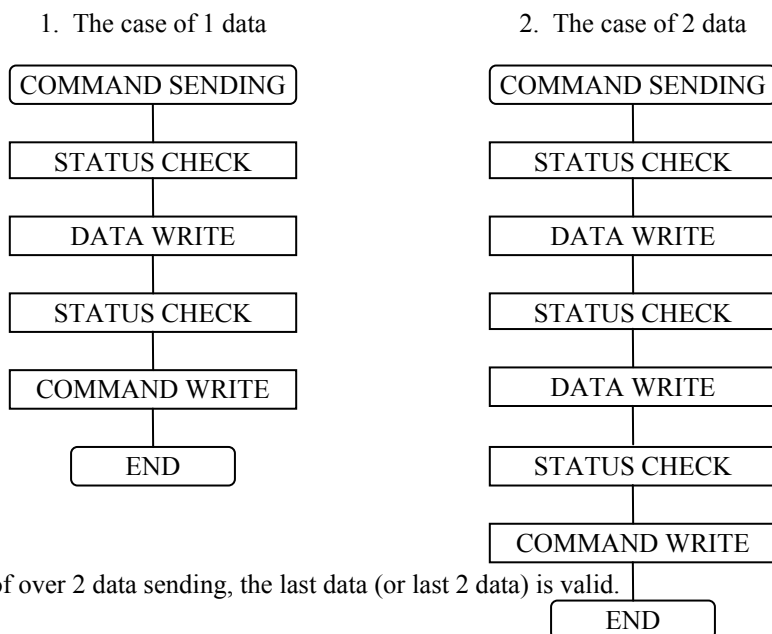 1. The case of 1 data
COMMAND SENDING
STATUS CHECK
DATA WRITE
STATUS CHECK
COMMAND WRITE
END
2. The case of 2 data
COMMAND SENDING
STATUS CHECK
DATA WRITE
STATUS CHECK
DATA WRITE
STATUS CHECK
COMMAND WRITE
of over 2 data sending, the last data (or last 2 data) is valid.
END